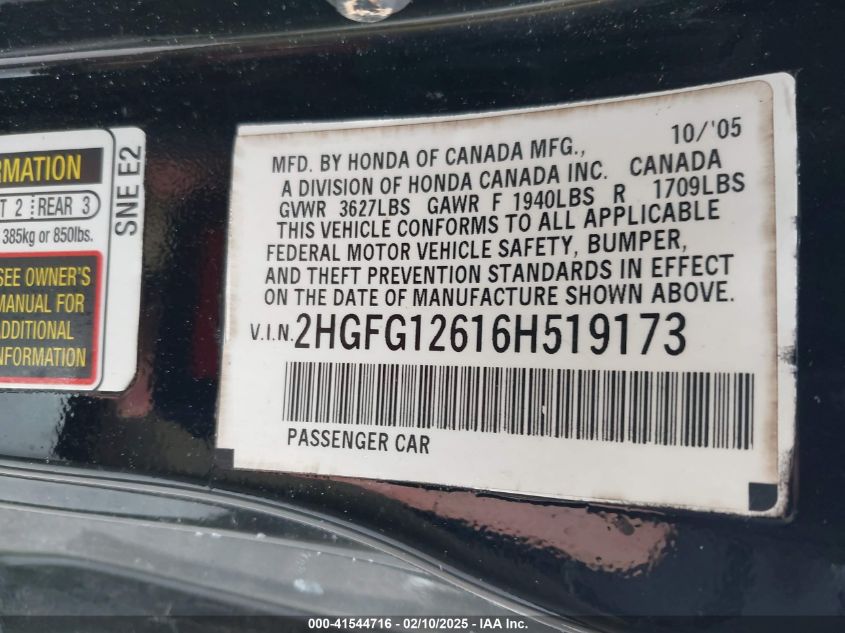 RMATION
T 2 REAR 3
385kg or 850lbs.
SEE OWNER'S
MANUAL FOR
ADDITIONAL
INFORMATION
SNE E2
10/'05
MFD. BY HONDA OF CANADA MFG.,
A DIVISION OF HONDA CANADA INC. CANADA
GVWR 3627LBS GAWR F 1940LBS R 1709LBS
THIS VEHICLE CONFORMS TO ALL APPLICABLE
FEDERAL MOTOR VEHICLE SAFETY, BUMPER,
AND THEFT PREVENTION STANDARDS IN EFFECT
ON THE DATE OF MANUFACTURE SHOWN ABOVE.
V.I.N. 2HGFG12616H519173
PASSENGER CAR
000-41544716 - 02/10/2025 - IAA Inc.